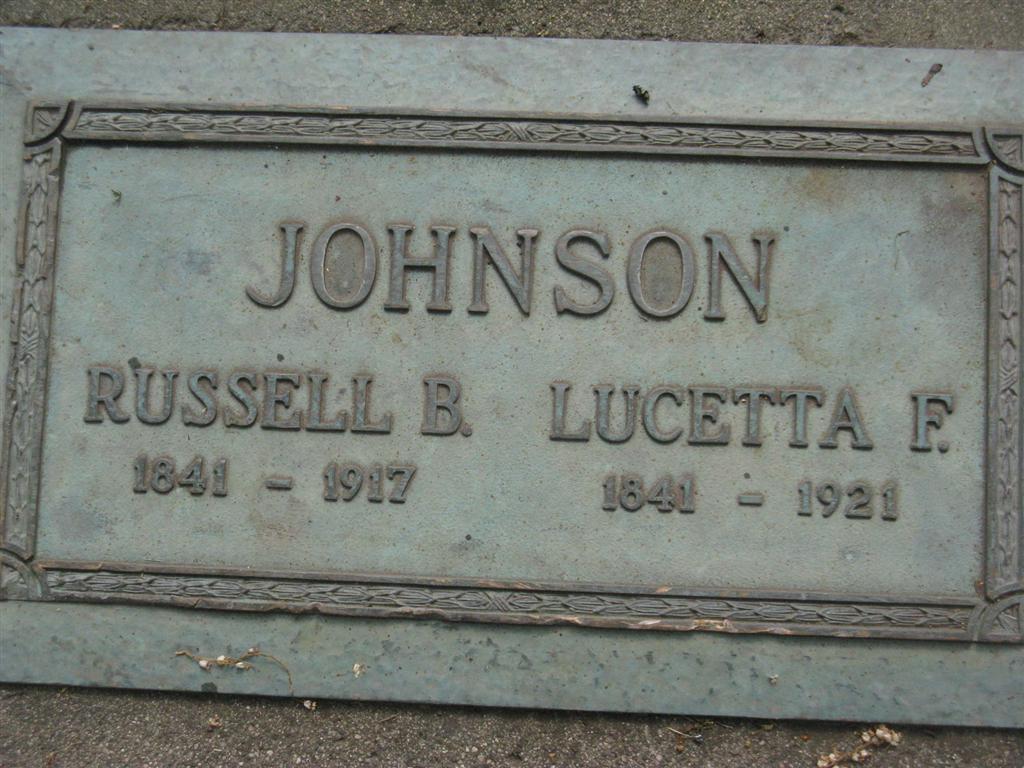 JOHNSON
RUSSELL B. LUCETTA F.
1841 - 1917 1841 - 1921